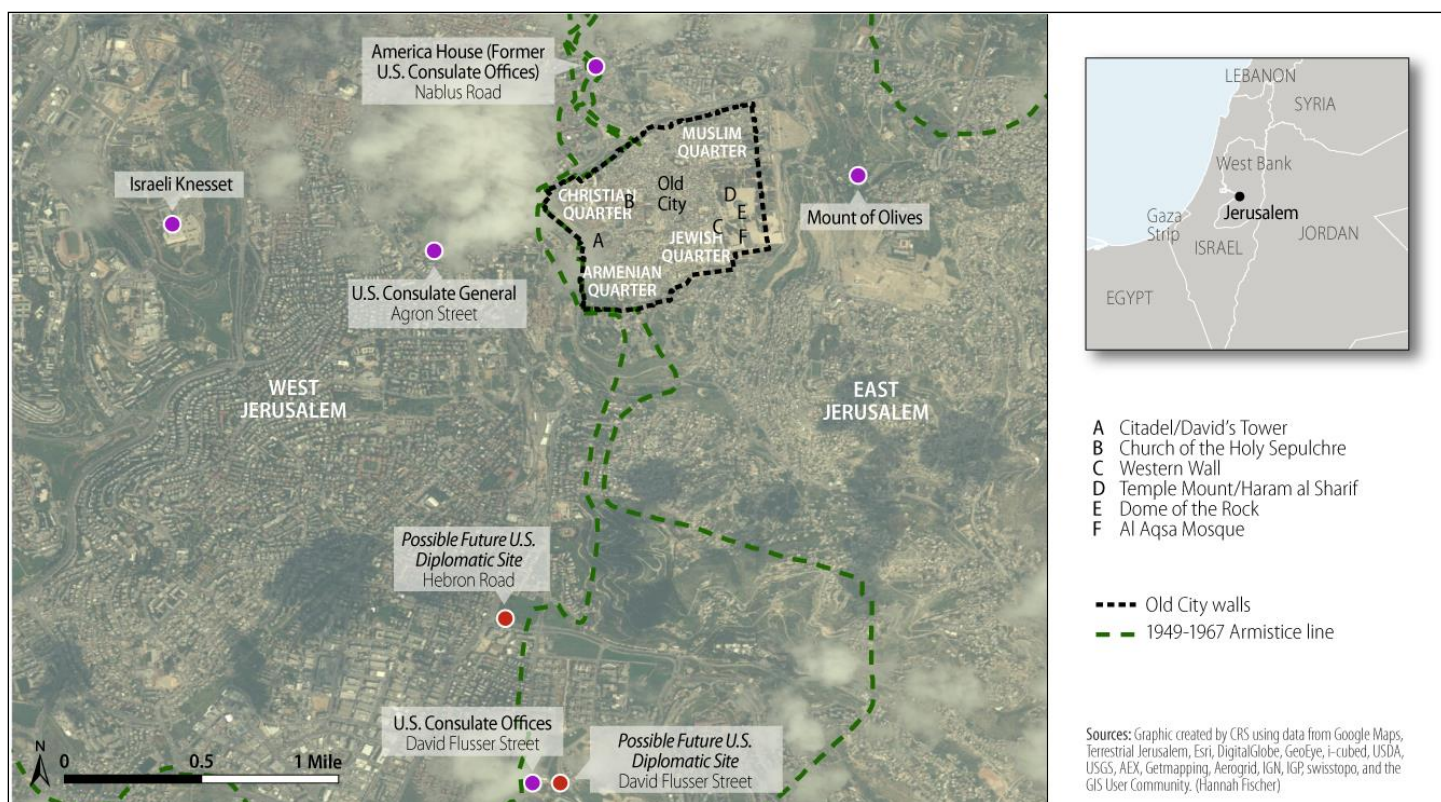 America House (Former
U.S. Consulate Offices)
Nablus Road
MUSLIM
QUARTER
Israeli Knesset
CHRISTIAN
QUARTER
B
Old
City
D
E
C
F
A
Mount of Olives
JEWISH
QUARTER
ARMENIAN
QUARTER
U.S. Consulate General
Agron Street
WEST
JERUSALEM
EAST
JERUSALEM
Possible Future U.S.
Diplomatic Site
Hebron Road
U.S. Consulate Offices
David Flusser Street
Possible Future U.S.
Diplomatic Site
David Flusser Street
N
0 0.5 1 Mile
LEBANON
SYRIA
West Bank
Jerusalem
Gaza
Strip
ISRAEL
JORDAN
EGYPT
A Citadel/David's Tower
B Church of the Holy Sepulchre
C Western Wall
D Temple Mount/Haram al Sharif
E Dome of the Rock
F Al Aqsa Mosque
Old City walls
1949-1967 Armistice line
Sources: Graphic created by CRS using data from Google Maps,
Terrestrial Jerusalem, Esri, DigitalGlobe, GeoEye, i-cubed, USDA,
USGS, AEX, Getmapping, Aerogrid, IGN, IGP, swisstopo, and the
GIS User Community. (Hannah Fischer)